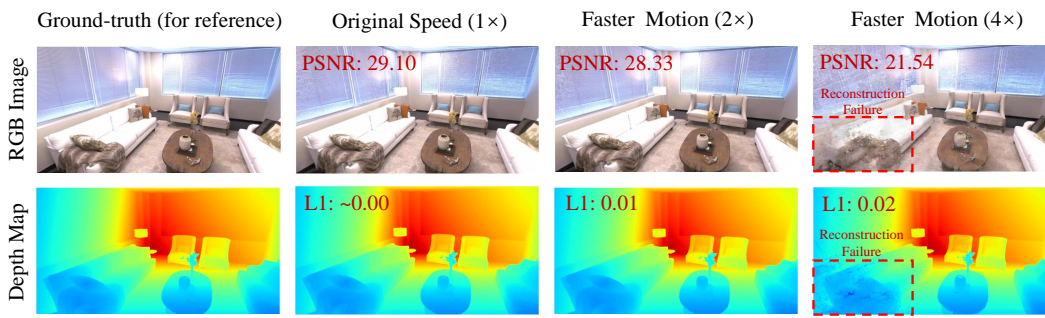 Ground-truth (for reference)
Original Speed (1×)
Faster Motion (2×)
Faster Motion (4×)
RGB Image
PSNR: 29.10
PSNR: 28.33
PSNR: 21.54
Reconstruction
Failure
Depth Map
L1: ~0.00
L1: 0.01
L1: 0.02
Reconstruction
Failure